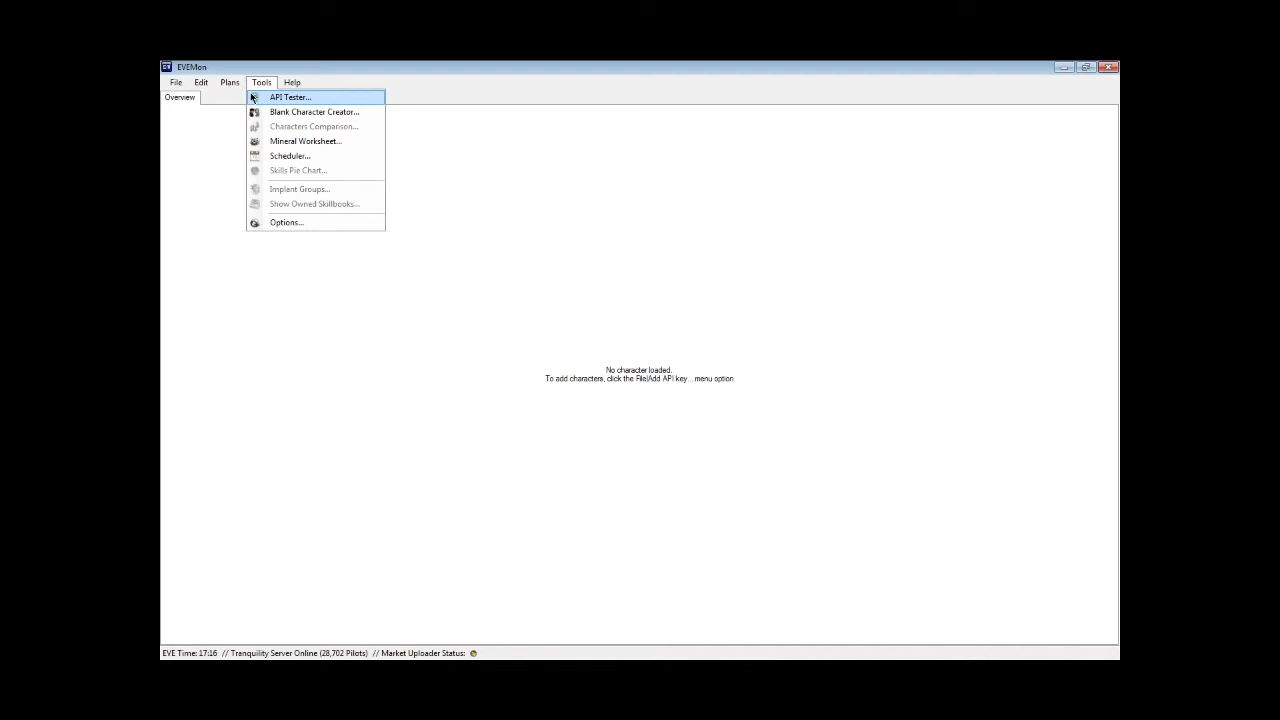 EVEMon
File Edit Plans Tools Help
Overview
API Tester...
Blank Character Creator...
Characters Comparison...
Mineral Worksheet...
Scheduler...
Skills Pie Chart...
Implant Groups...
Show Owned Skillbooks...
Options...
No character loaded.
To add characters, click the File|Add API key... menu option
EVE Time: 17:16 // Tranquility Server Online (28,702 Pilots) // Market Uploader Status: